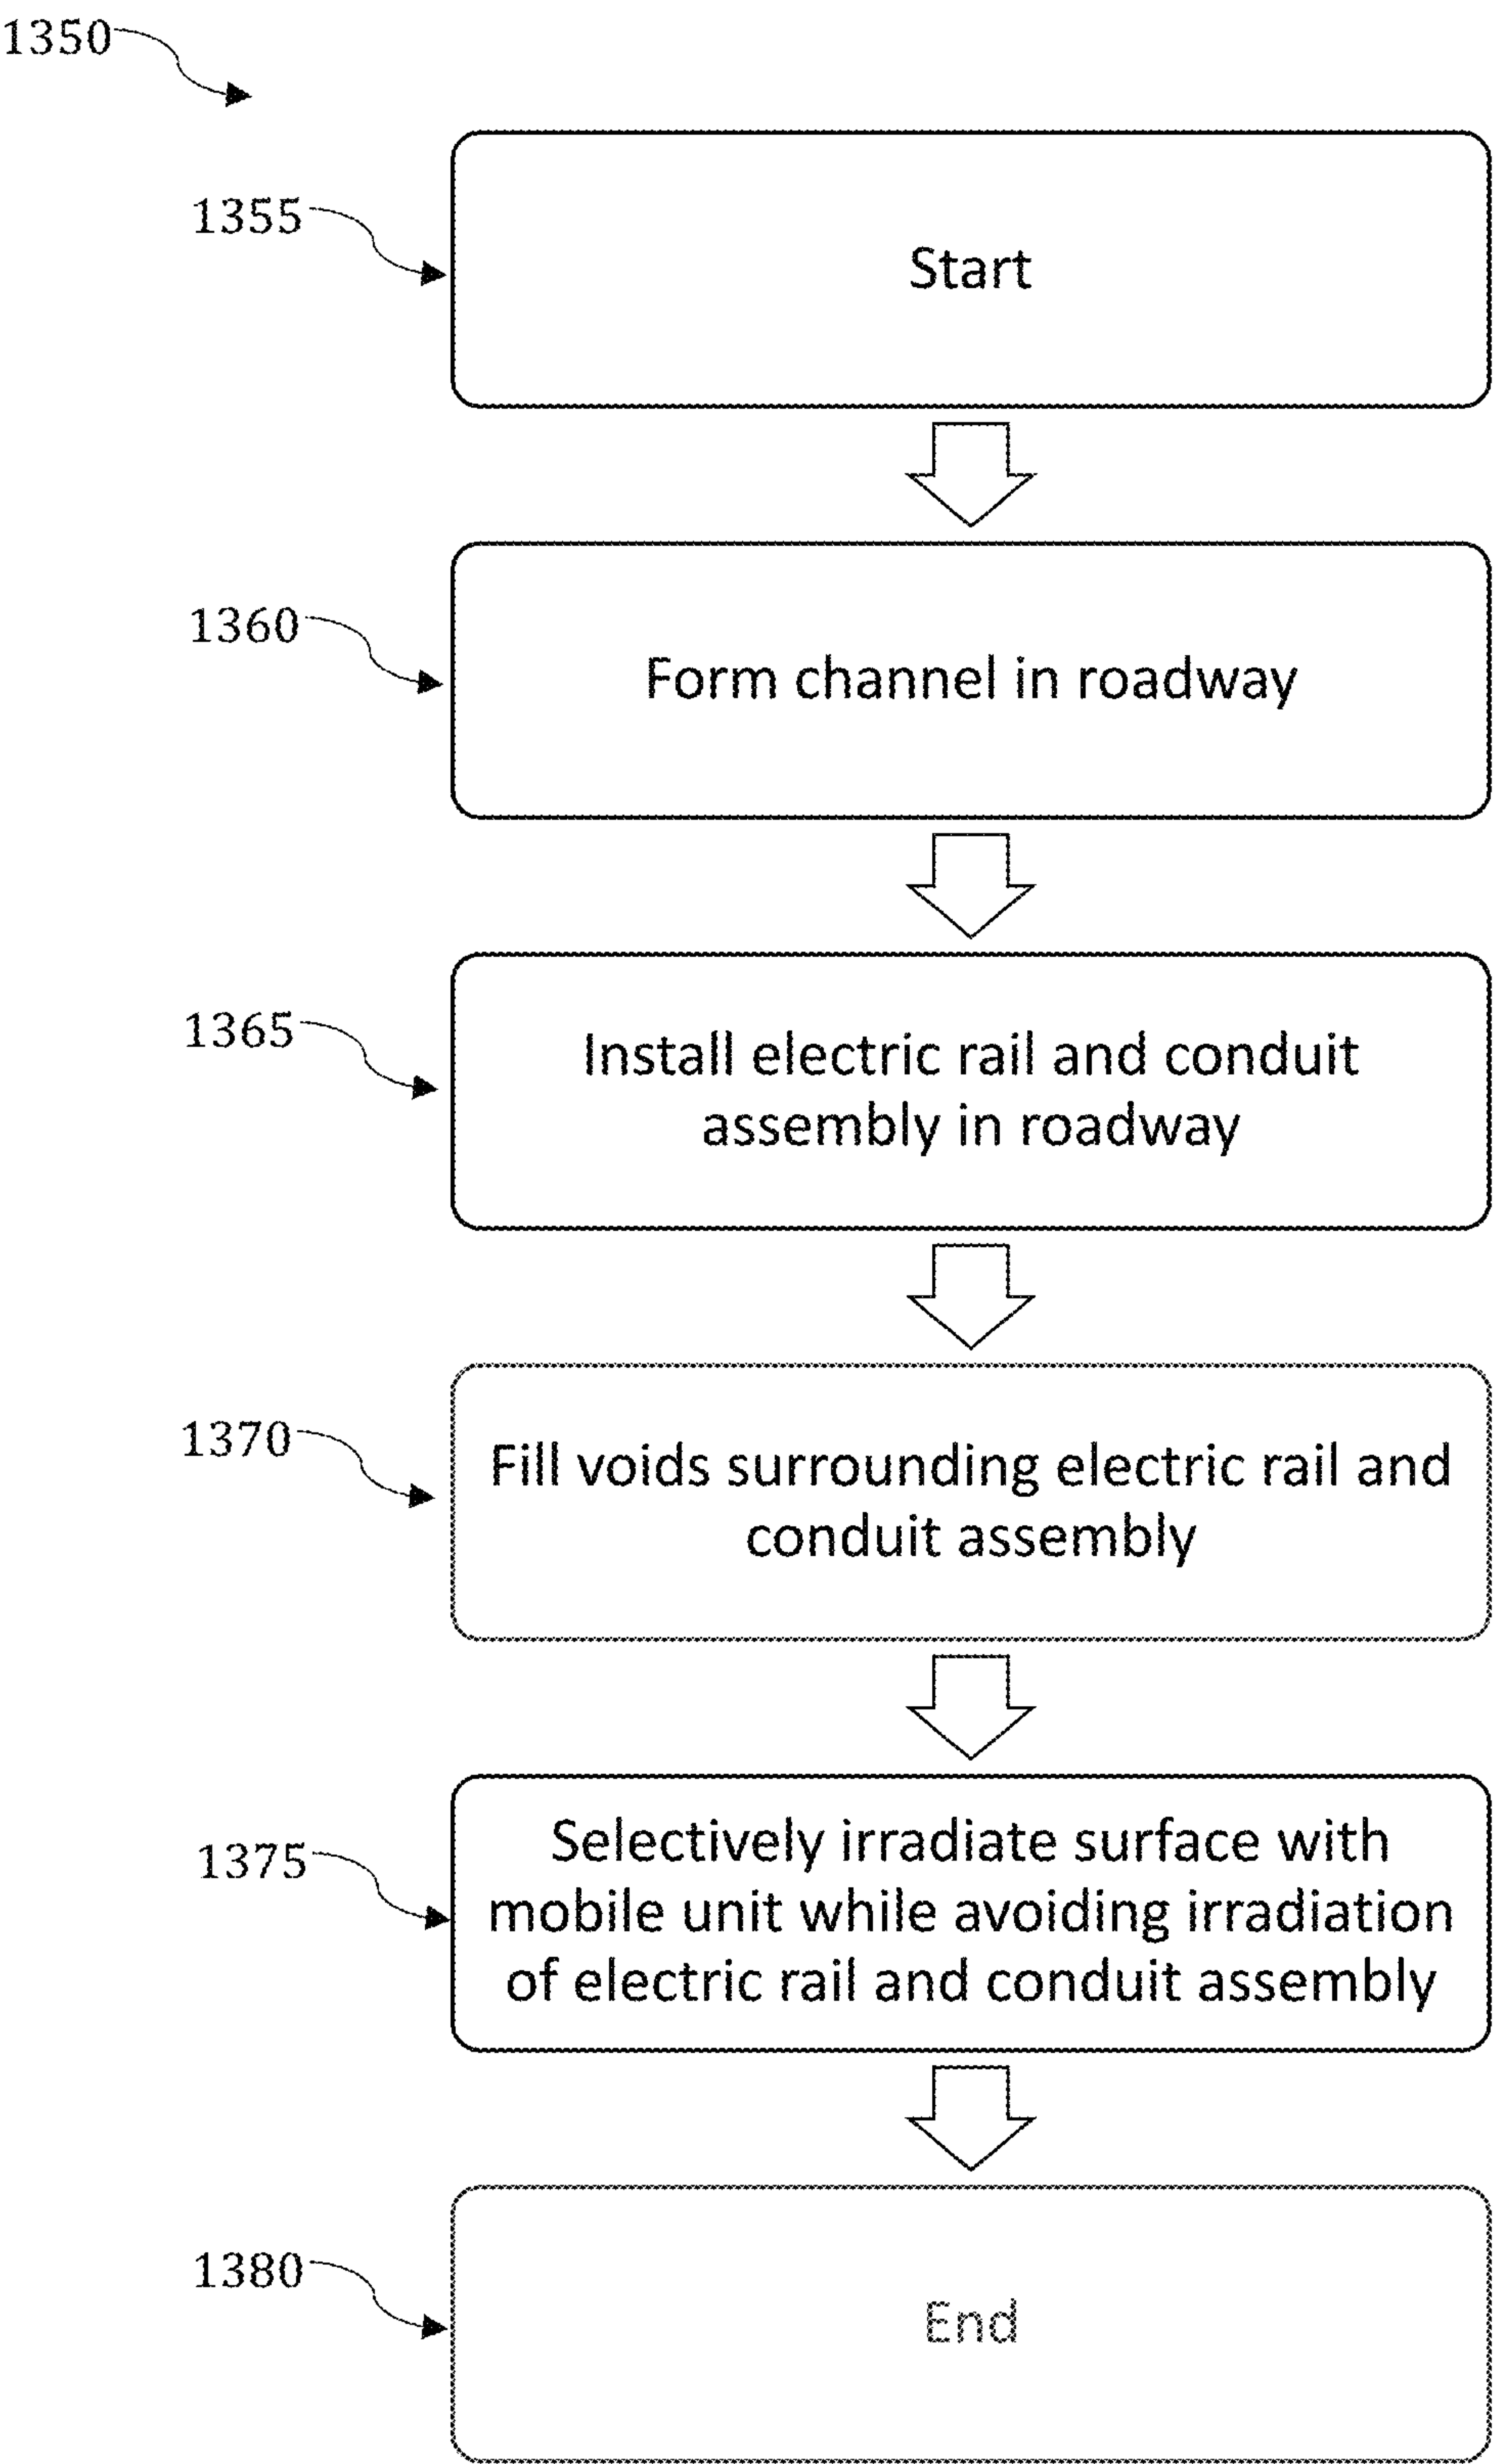 1350
1355
Start
1360
Form channel in roadway
1365
Install electric rail and conduit
assembly in roadway
1370
Fill voids surrounding electric rail and
conduit assembly
1375
Selectively irradiate surface with
mobile unit while avoiding irradiation
of electric rail and conduit assembly
1380
End